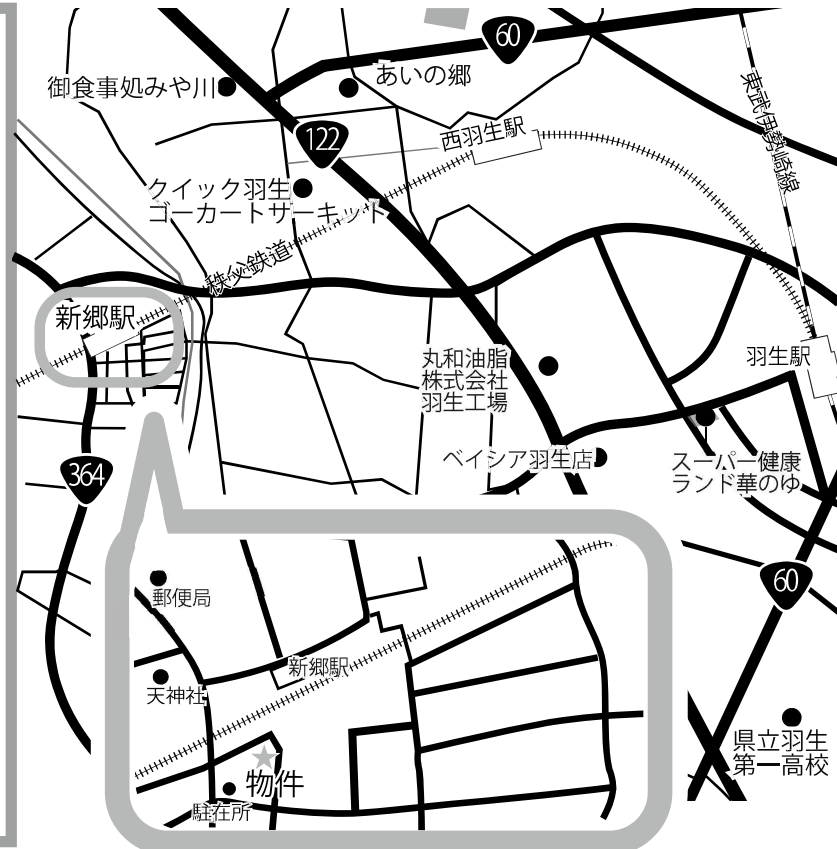 60
御食事処みや川
あいの郷
東武伊勢崎線
122
西羽生駅
クイック羽生
ゴーカートサーキット
秩父鉄道
新郷駅
丸和油脂
株式会社
羽生工場
羽生駅
ベイシア羽生店
スーパー健康
ランド華のゆ
364
60
郵便局
新郷駅
天神社
物件
駐在所
県立羽生
第一高校